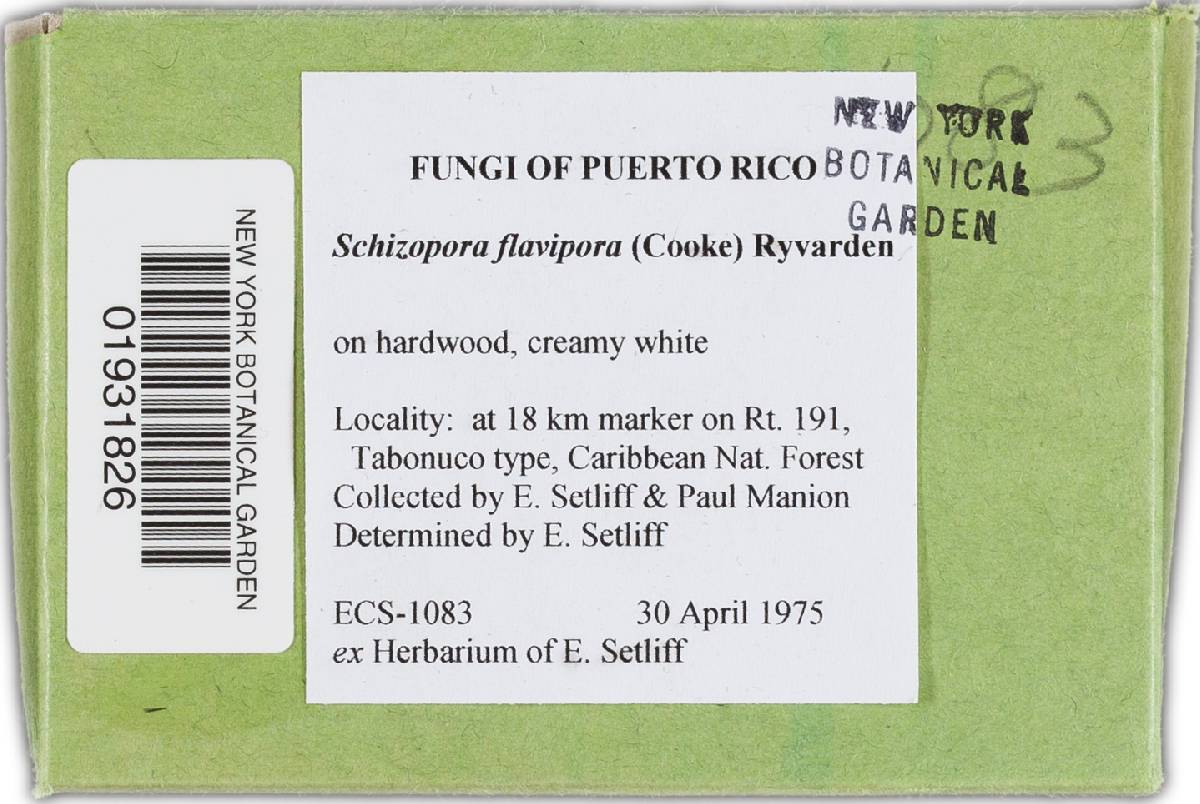 NEW YORK
BOTANICAL
GARDEN
FUNGI OF PUERTO RICO
Schizopora flavipora (Cooke) Ryvarden
on hardwood, creamy white
Locality: at 18 km marker on Rt. 191,
Tabonuco type, Caribbean Nat. Forest
Collected by E. Setliff & Paul Manion
Determined by E. Setliff
ECS-1083 30 April 1975
ex Herbarium of E. Setliff
NEW YORK BOTANICAL GARDEN
01931826